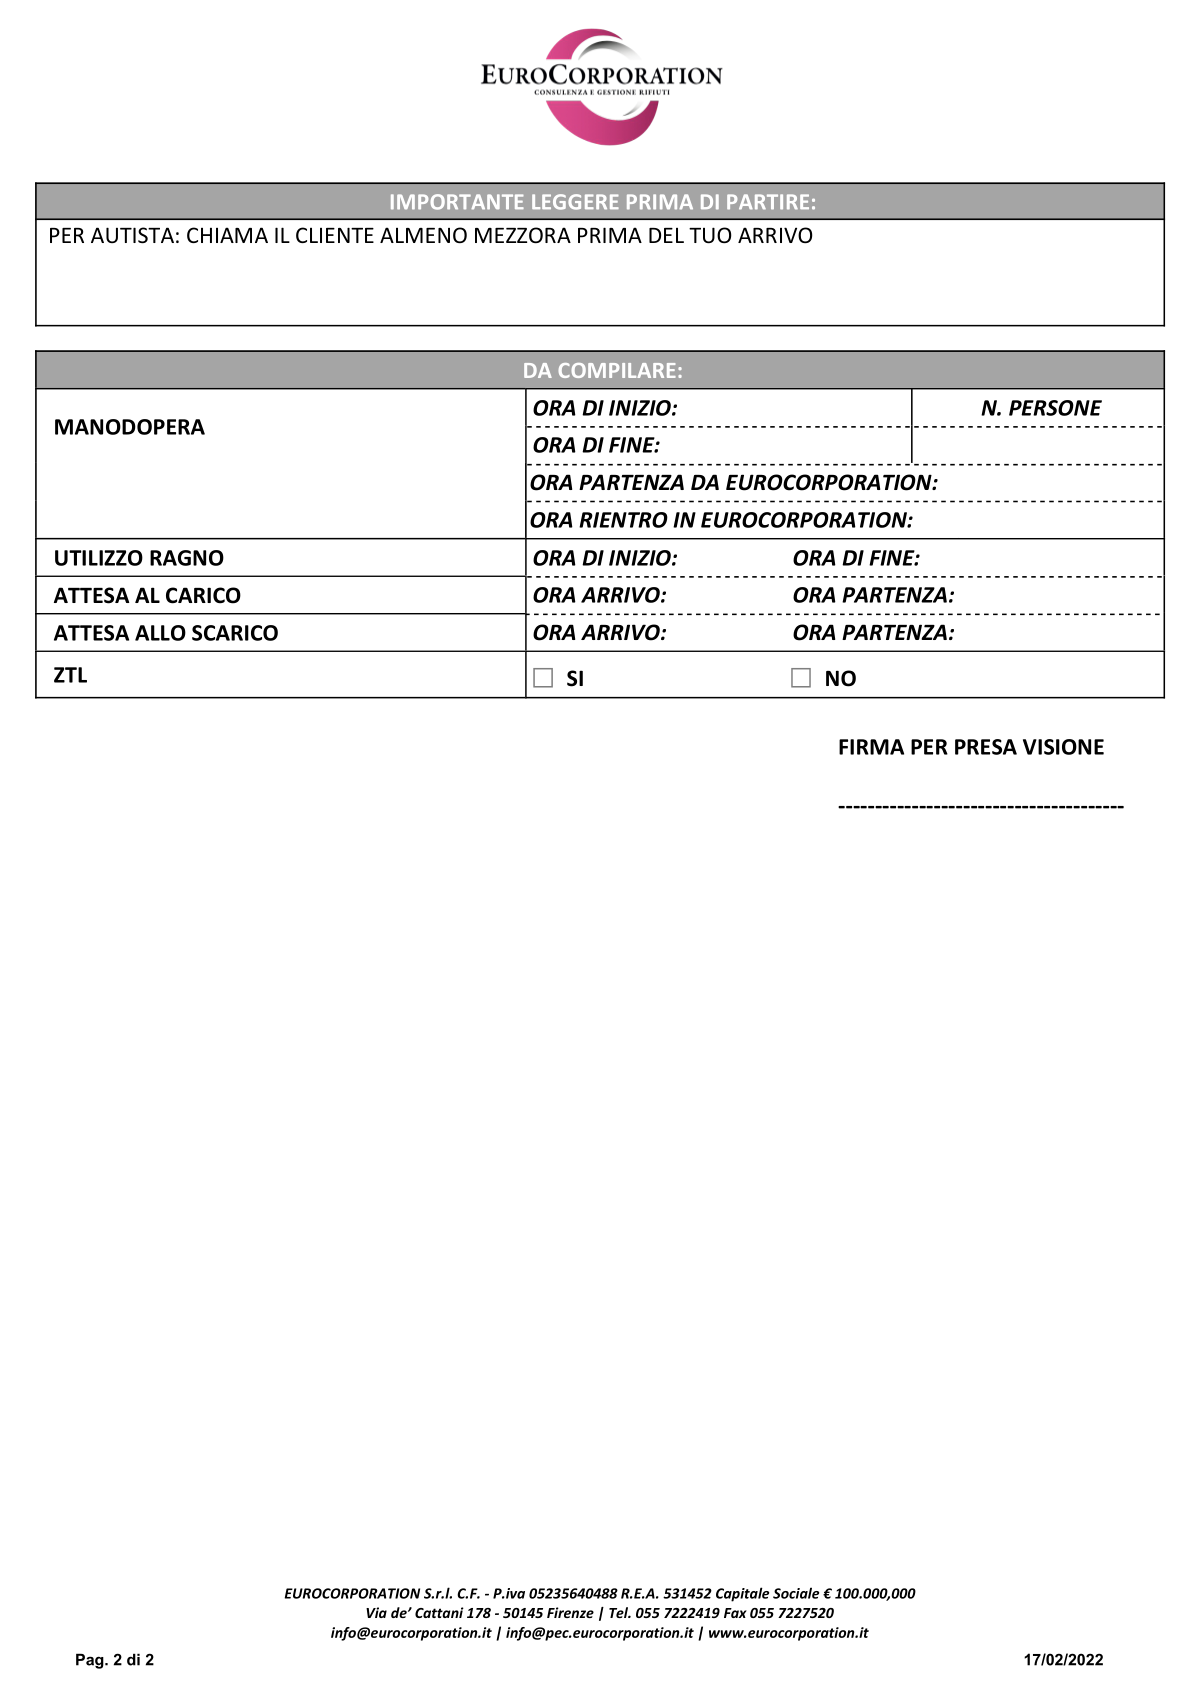 EUROCORPORATION
CONSULENZA E GESTIONE RIFIUTI
IMPORTANTE LEGGERE PRIMA DI PARTIRE:
PER AUTISTA: CHIAMA IL CLIENTE ALMENO MEZZORA PRIMA DEL TUO ARRIVO
DA COMPILARE:
MANODOPERA
ORA DI INIZIO: N. PERSONE
ORA DI FINE:
ORA PARTENZA DA EUROCORPORATION:
ORA RIENTRO IN EUROCORPORATION:
UTILIZZO RAGNO ORA DI INIZIO: ORA DI FINE:
ATTESA AL CARICO ORA ARRIVO: ORA PARTENZA:
ATTESA ALLO SCARICO ORA ARRIVO: ORA PARTENZA:
ZTL SI NO
FIRMA PER PRESA VISIONE
---------------------------------------
EUROCORPORATION S.r.l. C.F. - P.iva 05235640488 R.E.A. 531452 Capitale Sociale € 100.000,000
Via de’ Cattani 178 - 50145 Firenze | Tel. 055 7222419 Fax 055 7227520
info@eurocorporation.it | info@pec.eurocorporation.it | www.eurocorporation.it
Pag. 2 di 2 17/02/2022